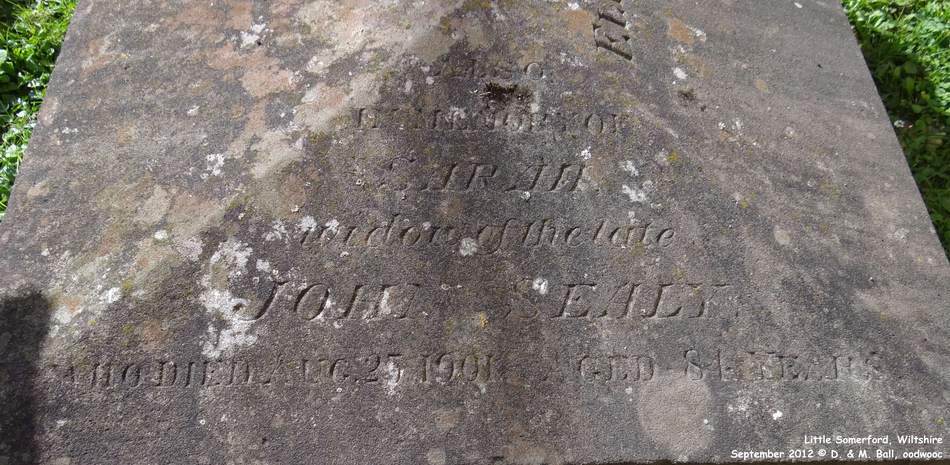 ALSO
IN MEMORY OF
SARAH
widow of the late
JOHN SEALY
WHO DIED AUG. 25, 1901 AGED 84 YEARS.
Little Somerford, Wiltshire
September 2012 © D. & M. Ball, oodwooc